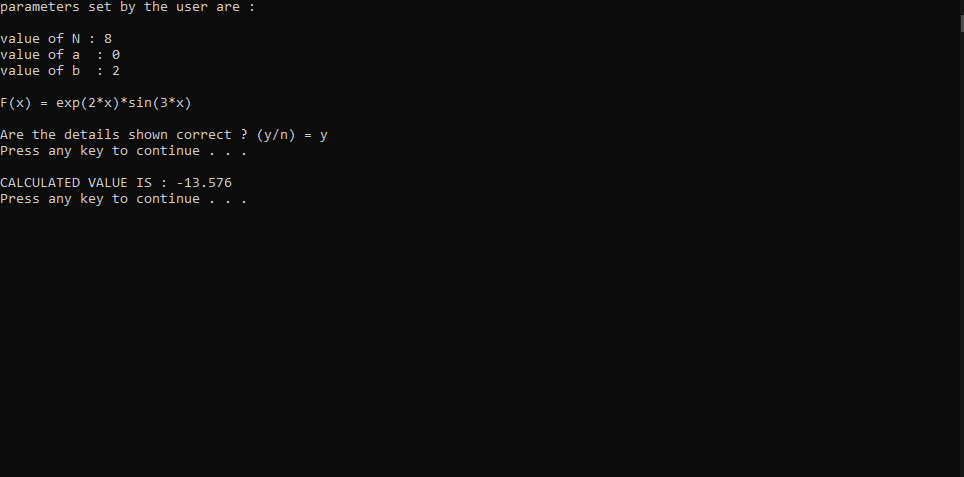 parameters set by the user are :
value of N : 8
value of a  : 0
value of b  : 2
F(x) = exp(2*x)*sin(3*x)
Are the details shown correct ? (y/n) = y
Press any key to continue . . .
CALCULATED VALUE IS : -13.576
Press any key to continue . . .